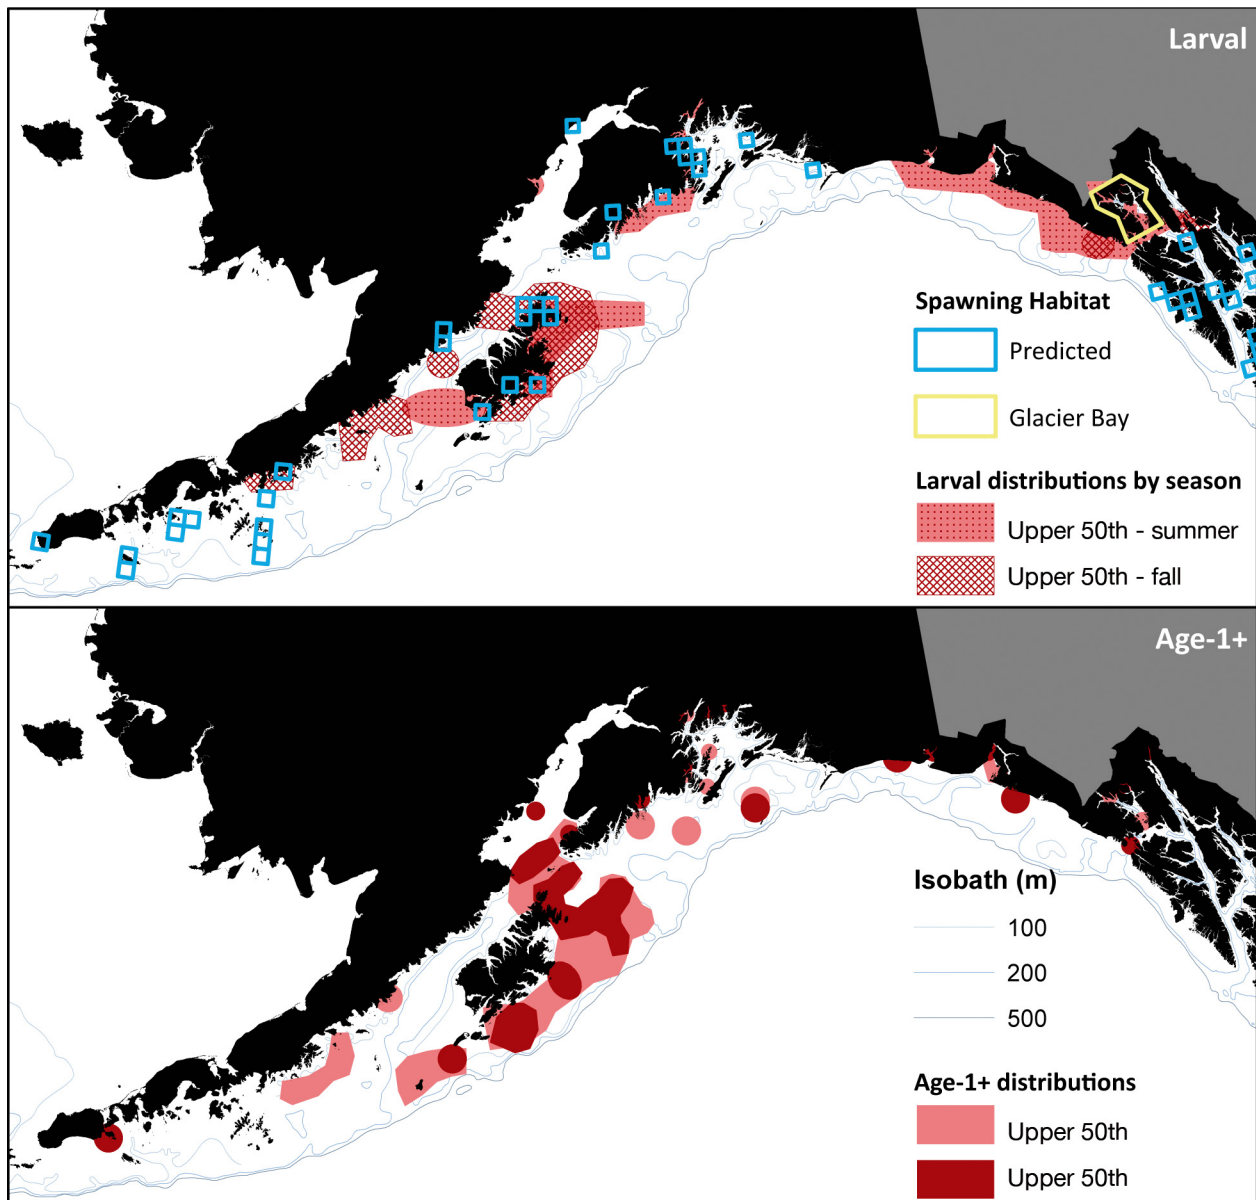 Larval
Spawning Habitat
Predicted
Glacier Bay
Larval distributions by season
Upper 50th - summer
Upper 50th - fall
Age-1+
Isobath (m)
100
200
500
Age-1+ distributions
Upper 50th
Upper 50th